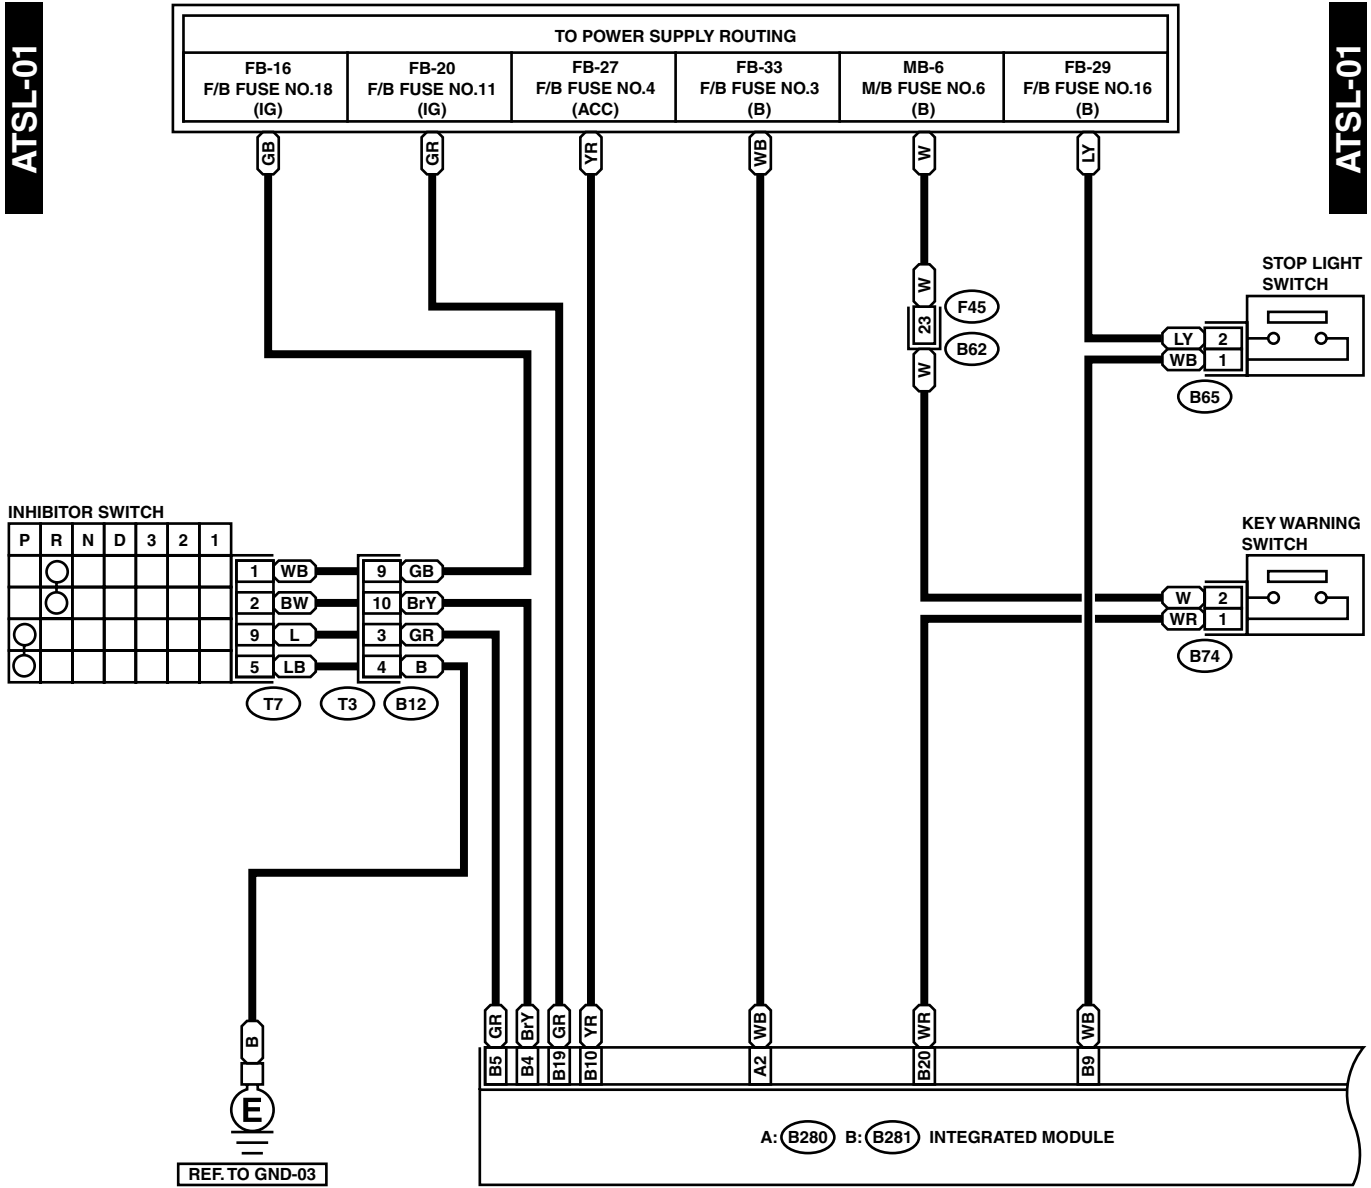 ATSL-01
ATSL-01
TO POWER SUPPLY ROUTING
FB-16
F/B FUSE NO.18
(IG)
FB-20
F/B FUSE NO.11
(IG)
FB-27
F/B FUSE NO.4
(ACC)
FB-33
F/B FUSE NO.3
(B)
MB-6
M/B FUSE NO.6
(B)
FB-29
F/B FUSE NO.16
(B)
GB
GR
YR
WB
W
LY
W
23
W
F45
B62
STOP LIGHT
SWITCH
LY 2
WB 1
B65
INHIBITOR SWITCH
P R N D 3 2 1
1 WB 9 GB
2 BW 10 BrY
9 L 3 GR
5 LB 4 B
T7 T3 B12
KEY WARNING
SWITCH
W 2
WR 1
B74
B
E
REF. TO GND-03
GR BrY GR YR WB WR WB
B5 B4 B19 B10 A2 B20 B9
A: B280 B: B281 INTEGRATED MODULE